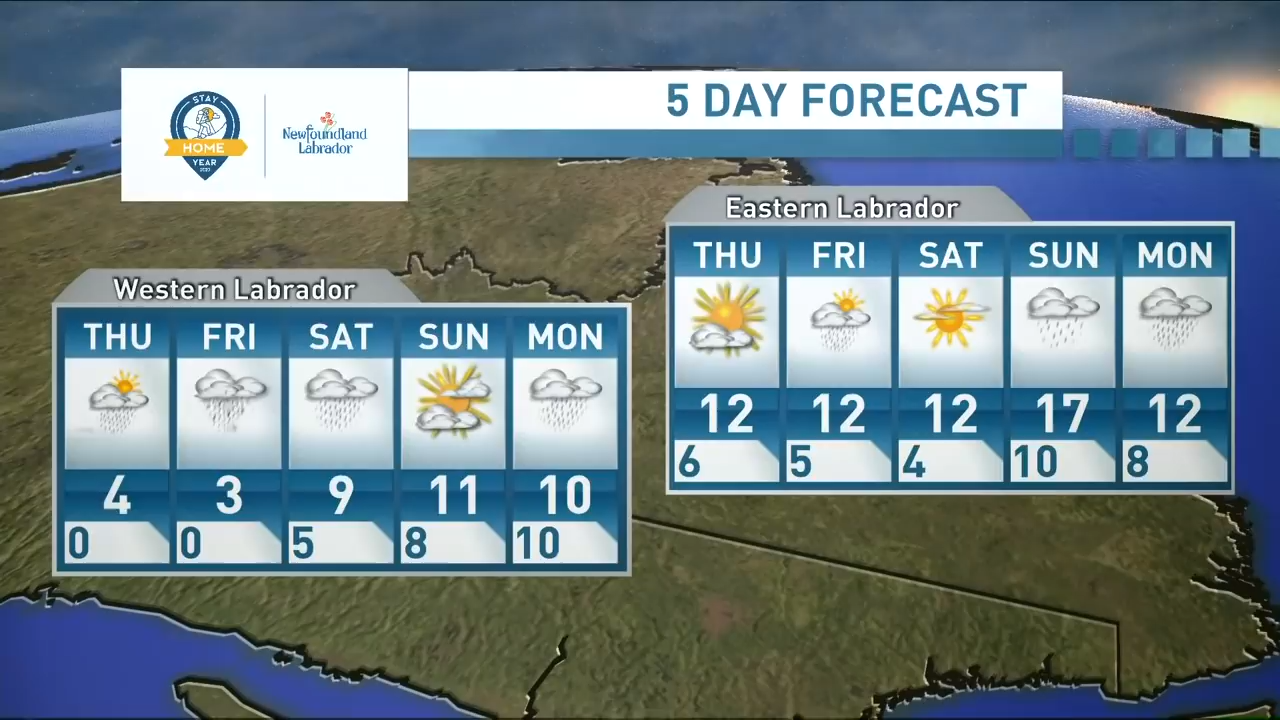 STAY
HOME
YEAR
Newfoundland
Labrador
5 DAY FORECAST
Western Labrador
THU FRI SAT SUN MON
4 3 9 11 10
0 0 5 8 10
Eastern Labrador
THU FRI SAT SUN MON
12 12 12 17 12
6 5 4 10 8